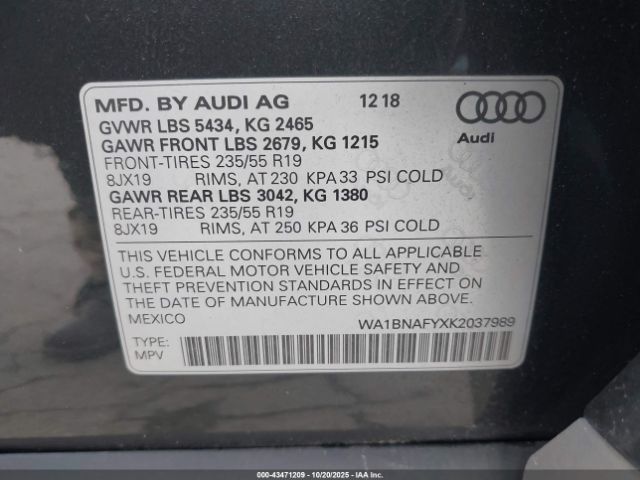 MFD. BY AUDI AG 12 18
GVWR LBS 5434, KG 2465
GAWR FRONT LBS 2679, KG 1215
Audi
FRONT-TIRES 235/55 R19
8JX19 RIMS, AT 230 KPA 33 PSI COLD
GAWR REAR LBS 3042, KG 1380
REAR-TIRES 235/55 R19
8JX19 RIMS, AT 250 KPA 36 PSI COLD
THIS VEHICLE CONFORMS TO ALL APPLICABLE
U.S. FEDERAL MOTOR VEHICLE SAFETY AND
THEFT PREVENTION STANDARDS IN EFFECT ON
THE DATE OF MANUFACTURE SHOWN ABOVE.
MEXICO WA1BNAFYXK2037989
TYPE:
MPV
00-43471209 - 10/20/2025 - Copyright © 2025 - IAA LLC